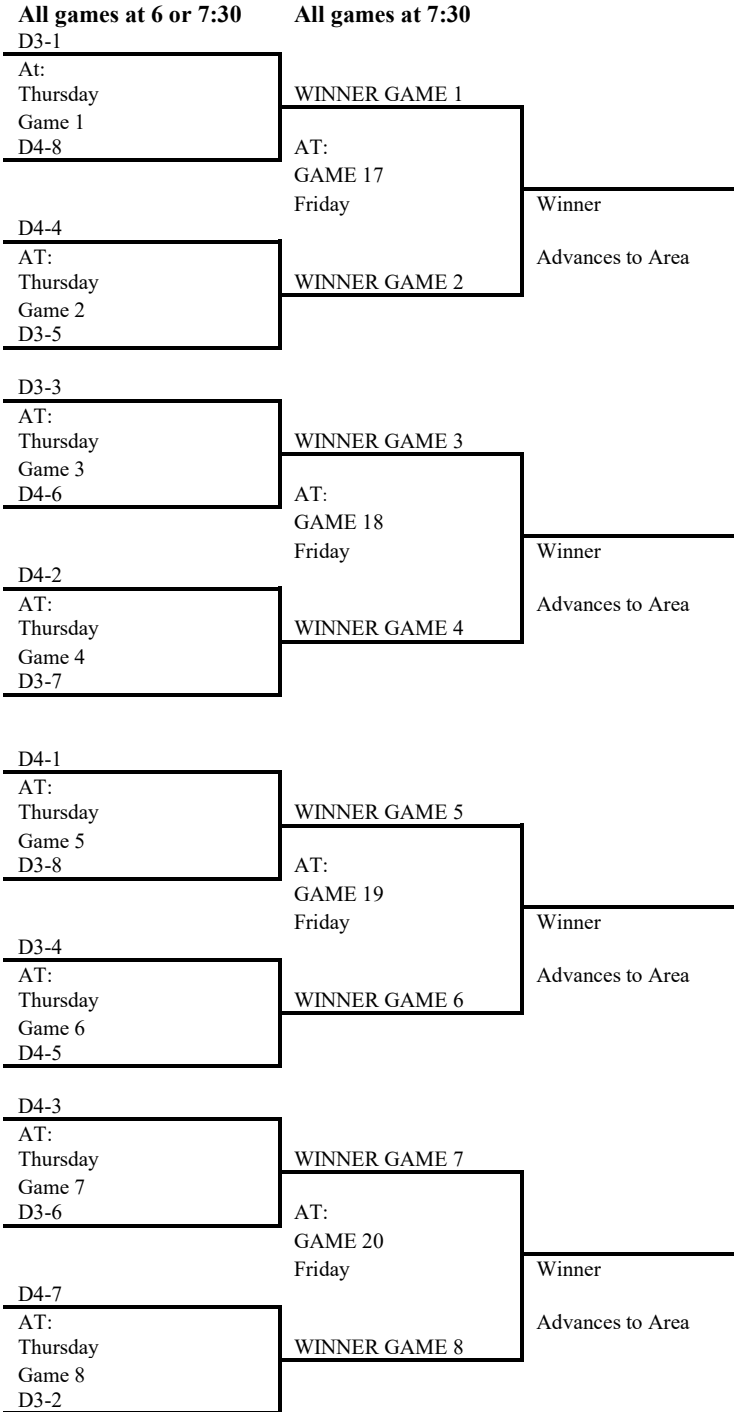 All games at 6 or 7:30 All games at 7:30
D3-1
At:
Thursday WINNER GAME 1
Game 1
D4-8 AT:
GAME 17
Friday Winner
D4-4
AT: Advances to Area
Thursday WINNER GAME 2
Game 2
D3-5
D3-3
AT:
Thursday WINNER GAME 3
Game 3
D4-6 AT:
GAME 18
Friday Winner
D4-2
AT: Advances to Area
Thursday WINNER GAME 4
Game 4
D3-7
D4-1
AT:
Thursday WINNER GAME 5
Game 5
D3-8 AT:
GAME 19
Friday Winner
D3-4
AT: Advances to Area
Thursday WINNER GAME 6
Game 6
D4-5
D4-3
AT:
Thursday WINNER GAME 7
Game 7
D3-6 AT:
GAME 20
Friday Winner
D4-7
AT: Advances to Area
Thursday WINNER GAME 8
Game 8
D3-2